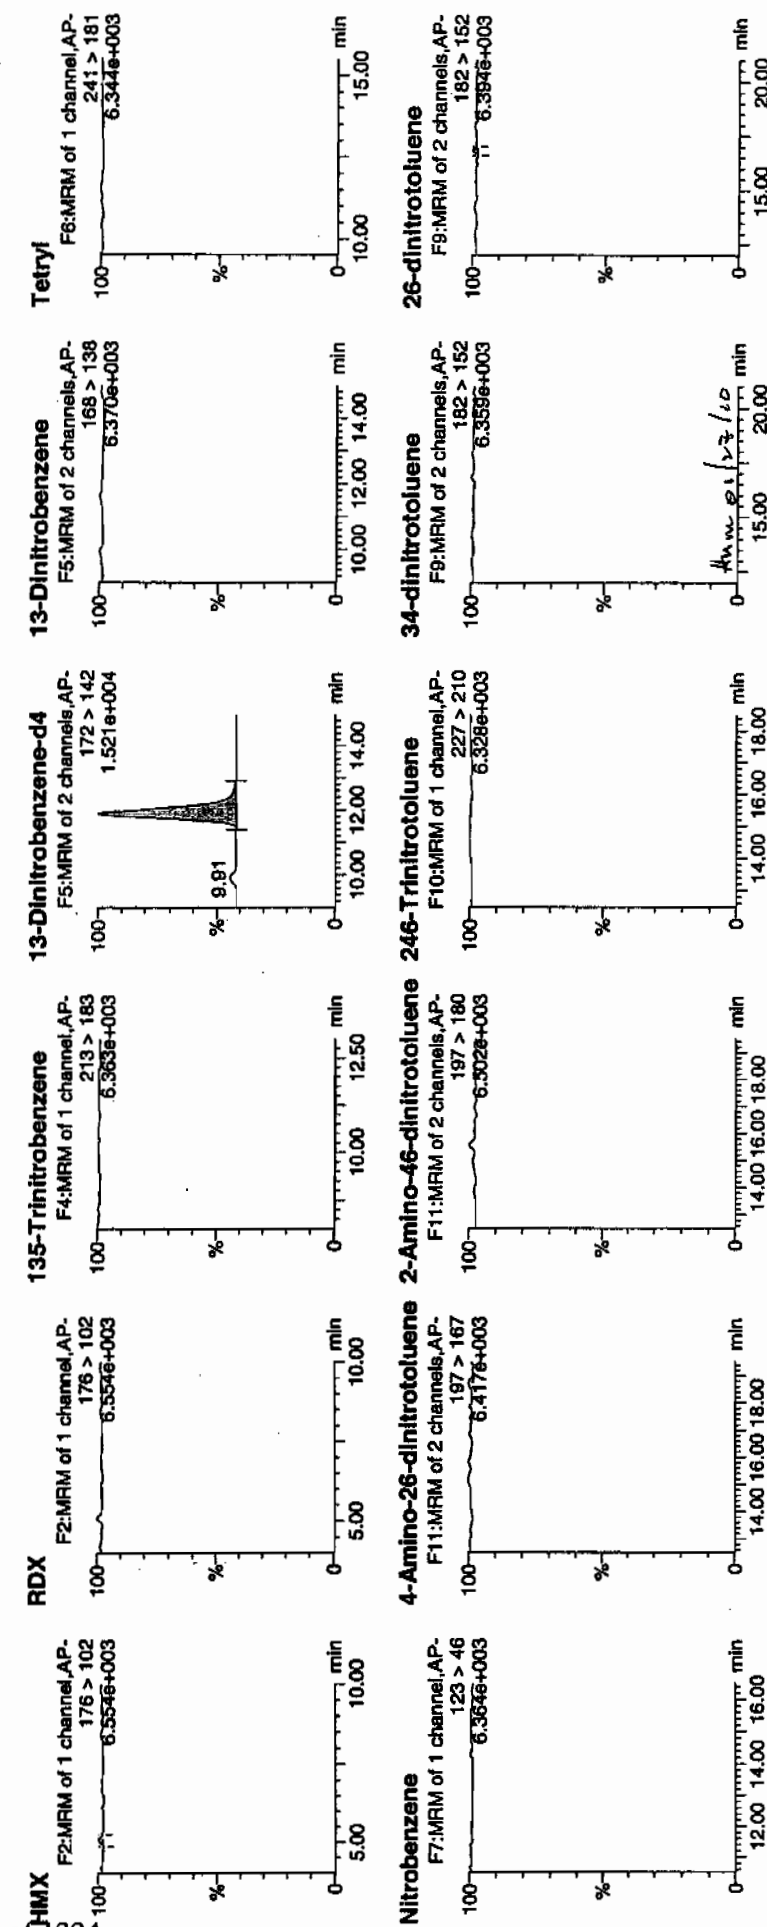 HMX
F2:MRM of 1 channel,AP-
176 > 102
6.554e+003
100
%
0
5.00 10.00 min
RDX
F2:MRM of 1 channel,AP-
176 > 102
6.554e+003
100
%
0
5.00 10.00 min
135-Trinitrobenzene
F4:MRM of 1 channel,AP-
213 > 183
6.363e+003
100
%
0
10.00 12.50 min
13-Dinitrobenzene-d4
F5:MRM of 2 channels,AP-
172 > 142
1.521e+004
100
%
9.91
0
10.00 12.00 14.00 min
13-Dinitrobenzene
F5:MRM of 2 channels,AP-
168 > 138
6.370e+003
100
%
0
10.00 12.00 14.00 min
Tetryl
F6:MRM of 1 channel,AP-
241 > 181
6.344e+003
100
%
0
10.00 15.00 min
Nitrobenzene
F7:MRM of 1 channel,AP-
123 > 46
6.364e+003
100
%
0
12.00 14.00 16.00 min
4-Amino-26-dinitrotoluene
F11:MRM of 2 channels,AP-
197 > 167
6.417e+003
100
%
0
14.00 16.00 18.00 min
2-Amino-46-dinitrotoluene
F11:MRM of 2 channels,AP-
197 > 180
6.502e+003
100
%
0
14.00 16.00 18.00 min
246-Trinitrotoluene
F10:MRM of 1 channel,AP-
227 > 210
6.328e+003
100
%
0
14.00 16.00 18.00 min
34-dinitrotoluene
F9:MRM of 2 channels,AP-
182 > 152
6.359e+003
100
%
01/27/10
0
15.00 20.00 min
26-dinitrotoluene
F9:MRM of 2 channels,AP-
182 > 152
6.394e+003
100
%
0
15.00 20.00 min